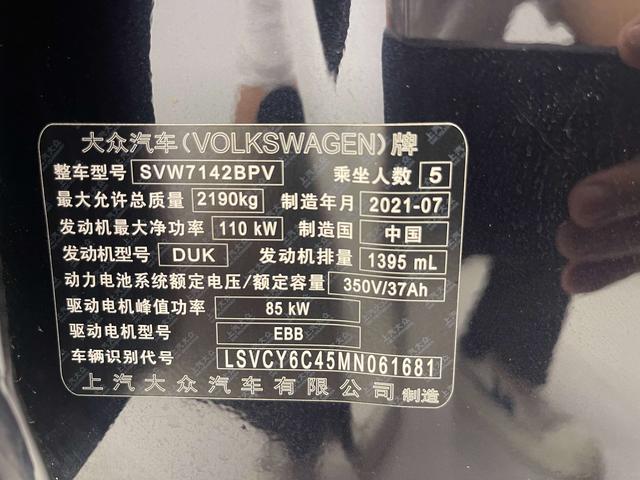 大众汽车(VOLKSWAGEN)牌
整车型号 SVW7142BPV 乘坐人数 5
最大允许总质量 2190kg 制造年月 2021-07
发动机最大净功率 110 kW 制造国 中国
发动机型号 DUK 发动机排量 1395 mL
动力电池系统额定电压/额定容量 350V/37Ah
驱动电机峰值功率 85 kW
驱动电机型号 EBB
车辆识别代号 LSVCY6C45MN061681
上汽大众汽车有限公司 制造